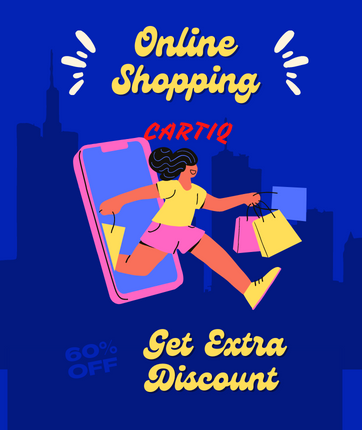 Online
Shopping
CARTIQ
Get Extra
Discount
60%
OFF